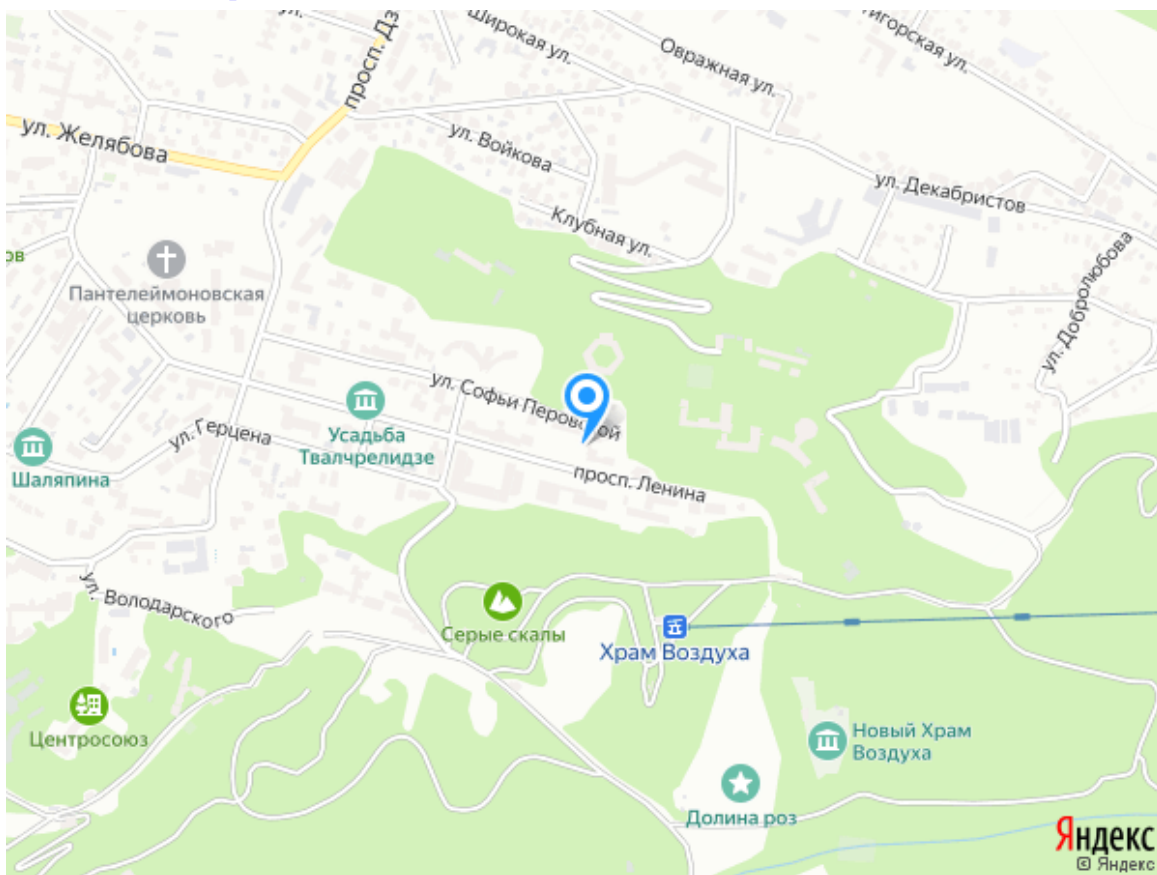 ул.
просп. Дз
Широкая ул.
Овражная ул.
тигорская ул.
ул. Желябова
ул. Войкова
ул. Декабристов
Клубная ул.
ов
Пантелеймоновская
церковь
ул. Добролюбова
ул. Софьи Перовской
Усадьба
Твалчрелидзе
ул. Герцена
Шаляпина
просп. Ленина
ул. Володарского
Серые скалы
Храм Воздуха
Центросоюз
Новый Храм
Воздуха
Долина роз
Яндекс
© Яндекс